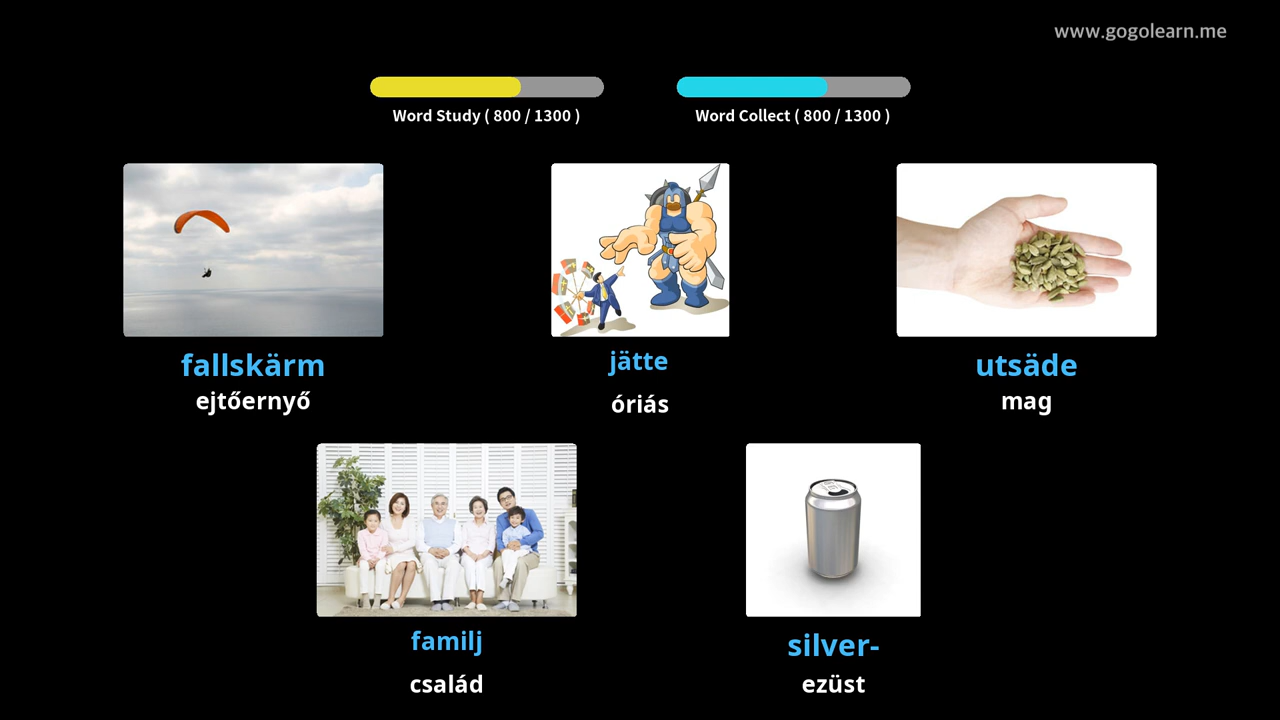 www.gogolearn.me
Word Study ( 800 / 1300 )
Word Collect ( 800 / 1300 )
fallskärm
ejtőernyő
jätte
óriás
utsäde
mag
familj
család
silver-
ezüst